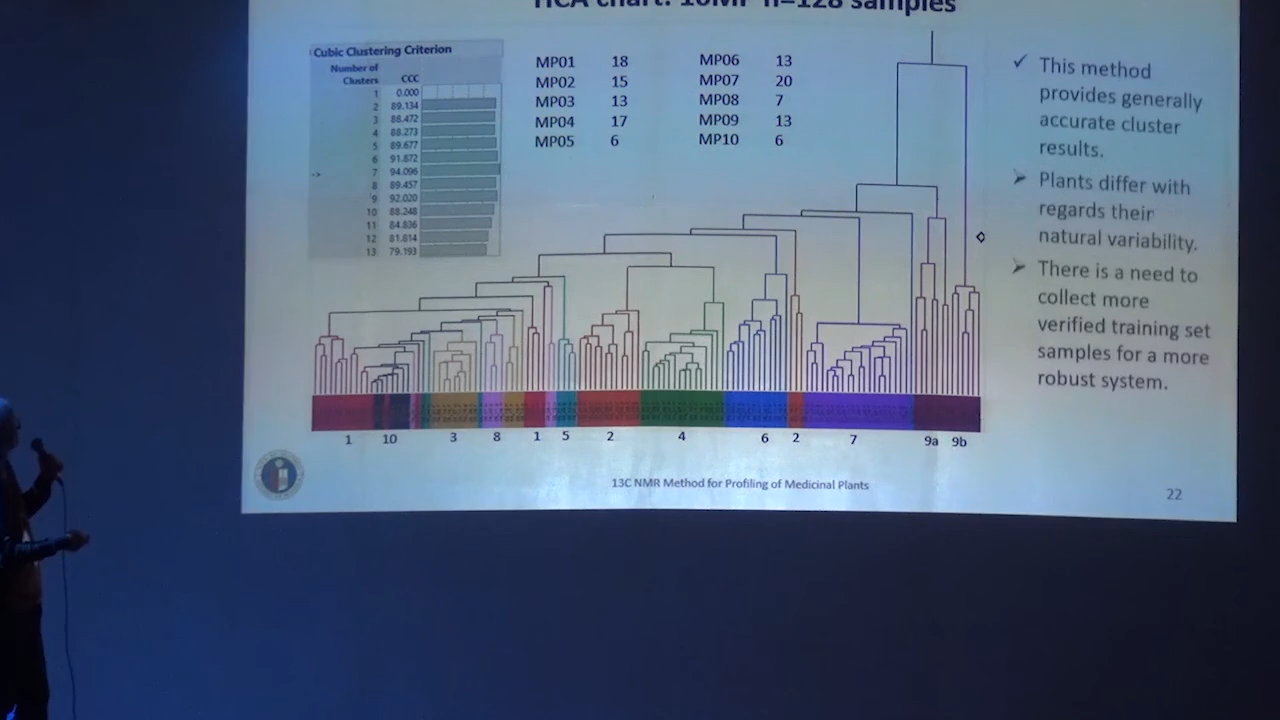 HCA chart: 10MP n=128 samples
Cubic Clustering Criterion
Number of
Clusters CCC
1 0.000
2 89.134
3 88.472
4 88.273
5 89.677
6 91.872
-> 7 94.096
8 89.457
9 92.020
10 88.248
11 84.836
12 81.814
13 79.193
MP01 18
MP02 15
MP03 13
MP04 17
MP05 6
MP06 13
MP07 20
MP08 7
MP09 13
MP10 6
✓ This method
provides generally
accurate cluster
results.
➢ Plants differ with
regards their
natural variability.
➢ There is a need to
collect more
verified training set
samples for a more
robust system.
1 10 3 8 1 5 2 4 6 2 7 9a 9b
13C NMR Method for Profiling of Medicinal Plants
22